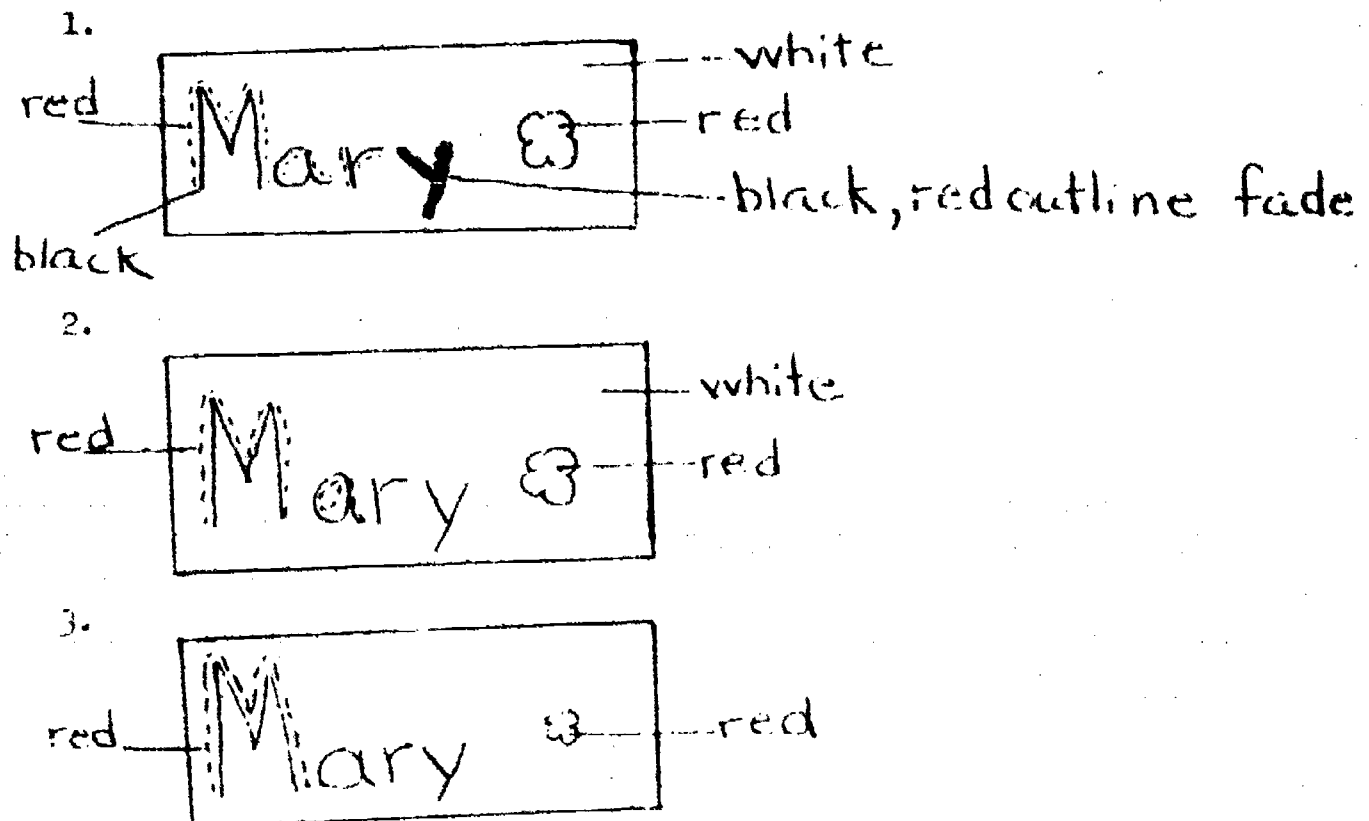 1.
white
red
red
Mary
black, red outline fade
black
2.
white
red
red
Mary
3.
Mary
red
red